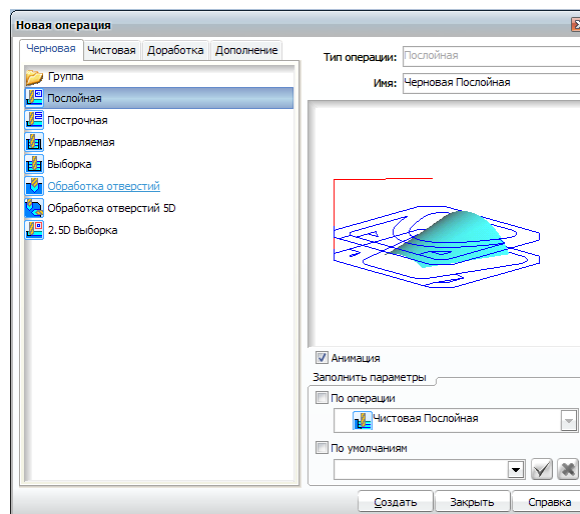 Новая операция
Черновая Чистовая Доработка Дополнение
Группа
Послойная
Построчная
Управляемая
Выборка
Обработка отверстий
Обработка отверстий 5D
2.5D Выборка
Тип операции: Послойная
Имя: Черновая Послойная
Анимация
Заполнить параметры
По операции
Чистовая Послойная
По умолчаниям
Создать Закрыть Справка